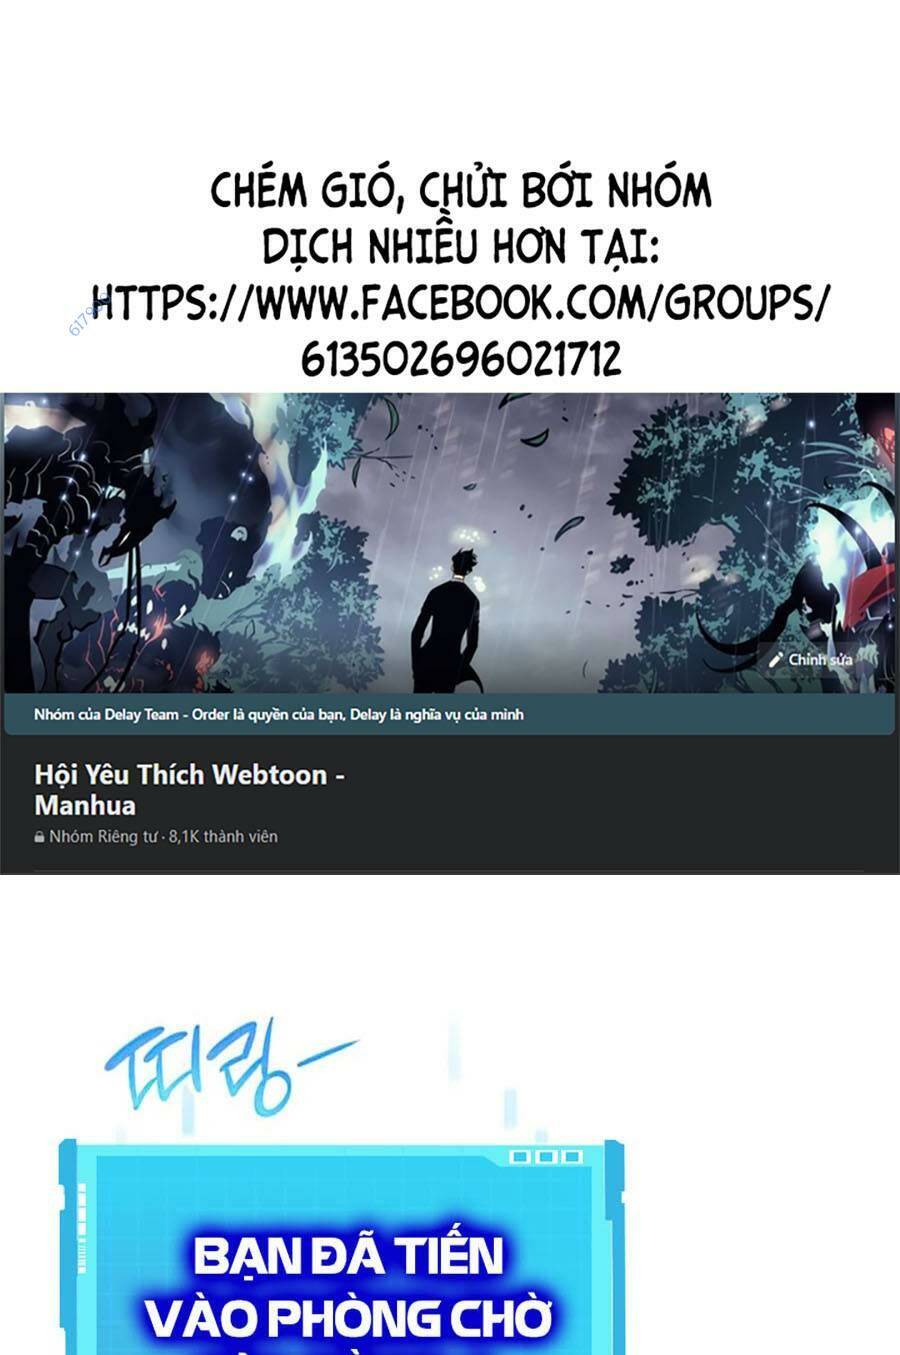 CHÉM GIÓ, CHỬI BỚI NHÓM
DỊCH NHIỀU HƠN TẠI:
HTTPS://WWW.FACEBOOK.COM/GROUPS/
613502696021712
Chỉnh sửa
Nhóm của Delay Team - Order là quyền của bạn, Delay là nghĩa vụ của mình
Hội Yêu Thích Webtoon -
Manhua
Nhóm Riêng tư · 8,1K thành viên
띠링
BẠN ĐÃ TIẾN
VÀO PHÒNG CHỜ